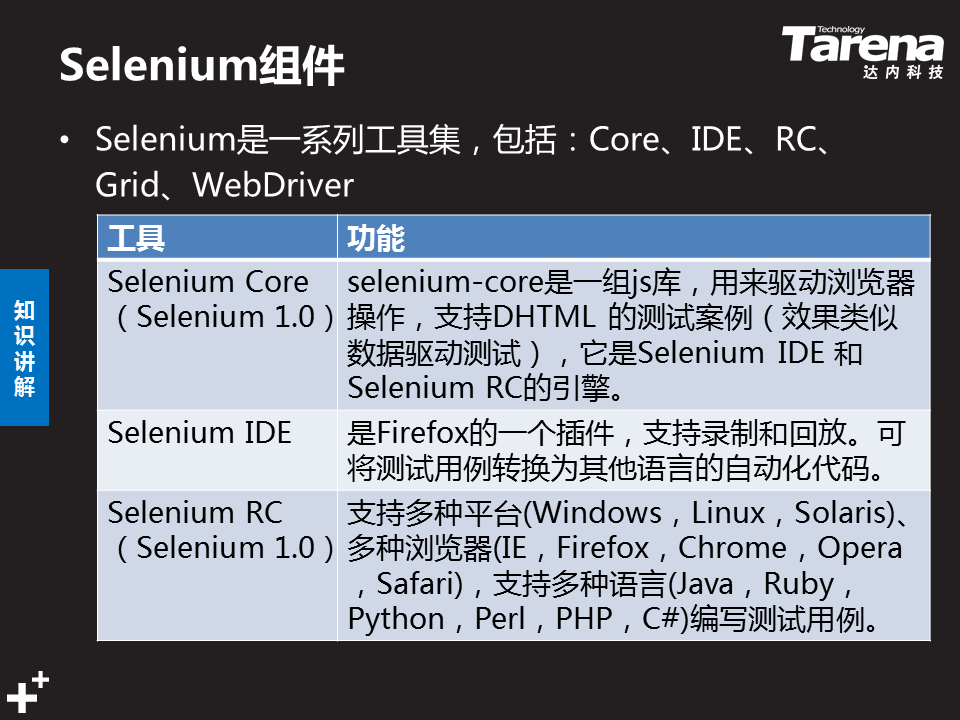 Selenium组件
Technology
Tarena
达内科技
• Selenium是一系列工具集，包括：Core、IDE、RC、
Grid、WebDriver
工具
功能
Selenium Core
（Selenium 1.0）
selenium-core是一组js库，用来驱动浏览器
操作，支持DHTML 的测试案例（效果类似
数据驱动测试），它是Selenium IDE 和
Selenium RC的引擎。
Selenium IDE
是Firefox的一个插件，支持录制和回放。可
将测试用例转换为其他语言的自动化代码。
Selenium RC
（Selenium 1.0）
支持多种平台(Windows，Linux，Solaris)、
多种浏览器(IE，Firefox，Chrome，Opera
，Safari)，支持多种语言(Java，Ruby，
Python，Perl，PHP，C#)编写测试用例。
知
识
讲
解